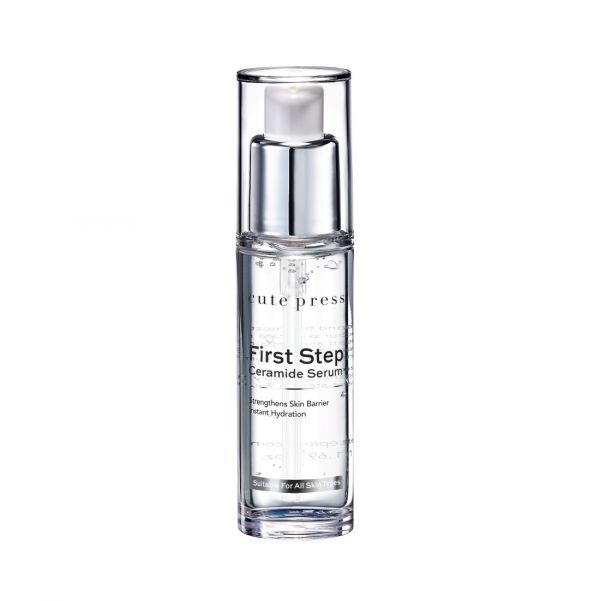 cute press
First Step
Ceramide Serum
Strengthens Skin Barrier
Instant Hydration
Suitable For All Skin Types